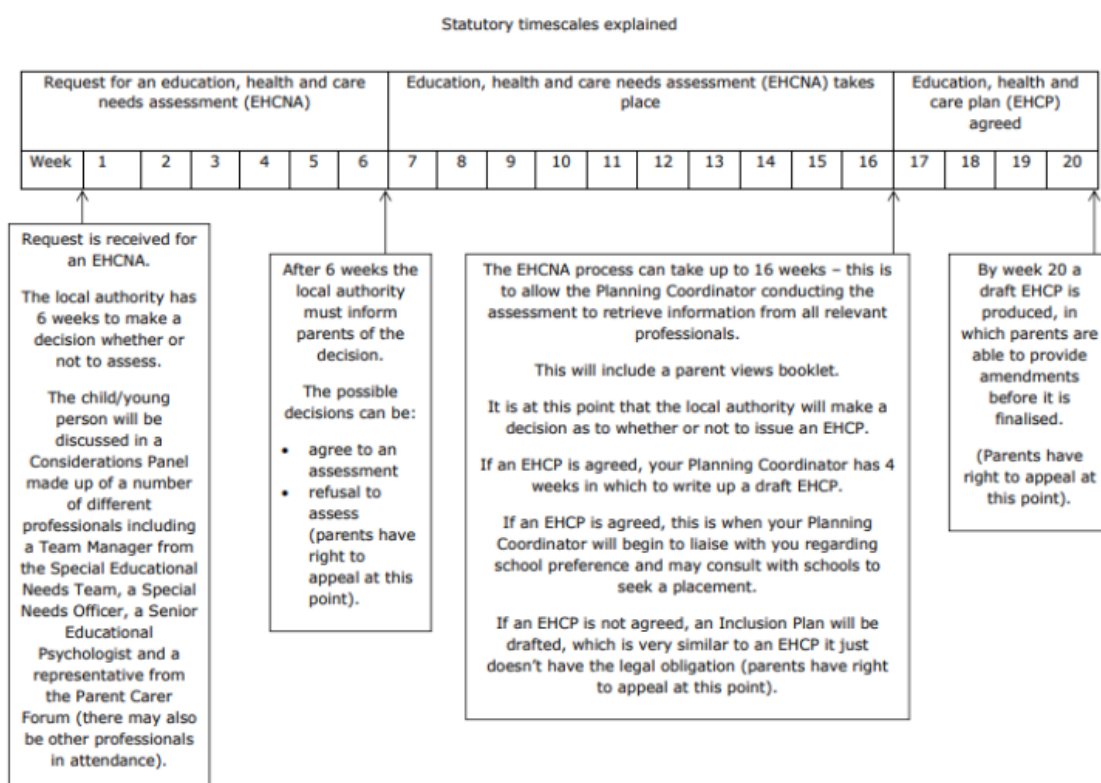 Statutory timescales explained
Request for an education, health and care
needs assessment (EHCNA)
Education, health and care needs assessment (EHCNA) takes
place
Education, health and
care plan (EHCP)
agreed
Week 1 2 3 4 5 6 7 8 9 10 11 12 13 14 15 16 17 18 19 20
Request is received for
an EHCNA.
The local authority has
6 weeks to make a
decision whether or
not to assess.
The child/young
person will be
discussed in a
Considerations Panel
made up of a number
of different
professionals including
a Team Manager from
the Special Educational
Needs Team, a Special
Needs Officer, a Senior
Educational
Psychologist and a
representative from
the Parent Carer
Forum (there may also
be other professionals
in attendance).
After 6 weeks the
local authority
must inform
parents of the
decision.
The possible
decisions can be:
• agree to an
assessment
• refusal to
assess
(parents have
right to
appeal at this
point).
The EHCNA process can take up to 16 weeks – this is
to allow the Planning Coordinator conducting the
assessment to retrieve information from all relevant
professionals.
This will include a parent views booklet.
It is at this point that the local authority will make a
decision as to whether or not to issue an EHCP.
If an EHCP is agreed, your Planning Coordinator has 4
weeks in which to write up a draft EHCP.
If an EHCP is agreed, this is when your Planning
Coordinator will begin to liaise with you regarding
school preference and may consult with schools to
seek a placement.
If an EHCP is not agreed, an Inclusion Plan will be
drafted, which is very similar to an EHCP it just
doesn't have the legal obligation (parents have right
to appeal at this point).
By week 20 a
draft EHCP is
produced, in
which parents are
able to provide
amendments
before it is
finalised.
(Parents have
right to appeal at
this point).